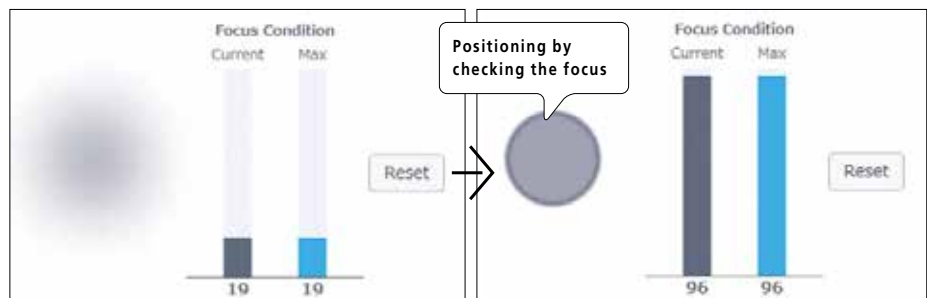 Focus Condition
Current Max
Reset
19 19
Positioning by
checking the focus
Focus Condition
Current Max
Reset
96 96